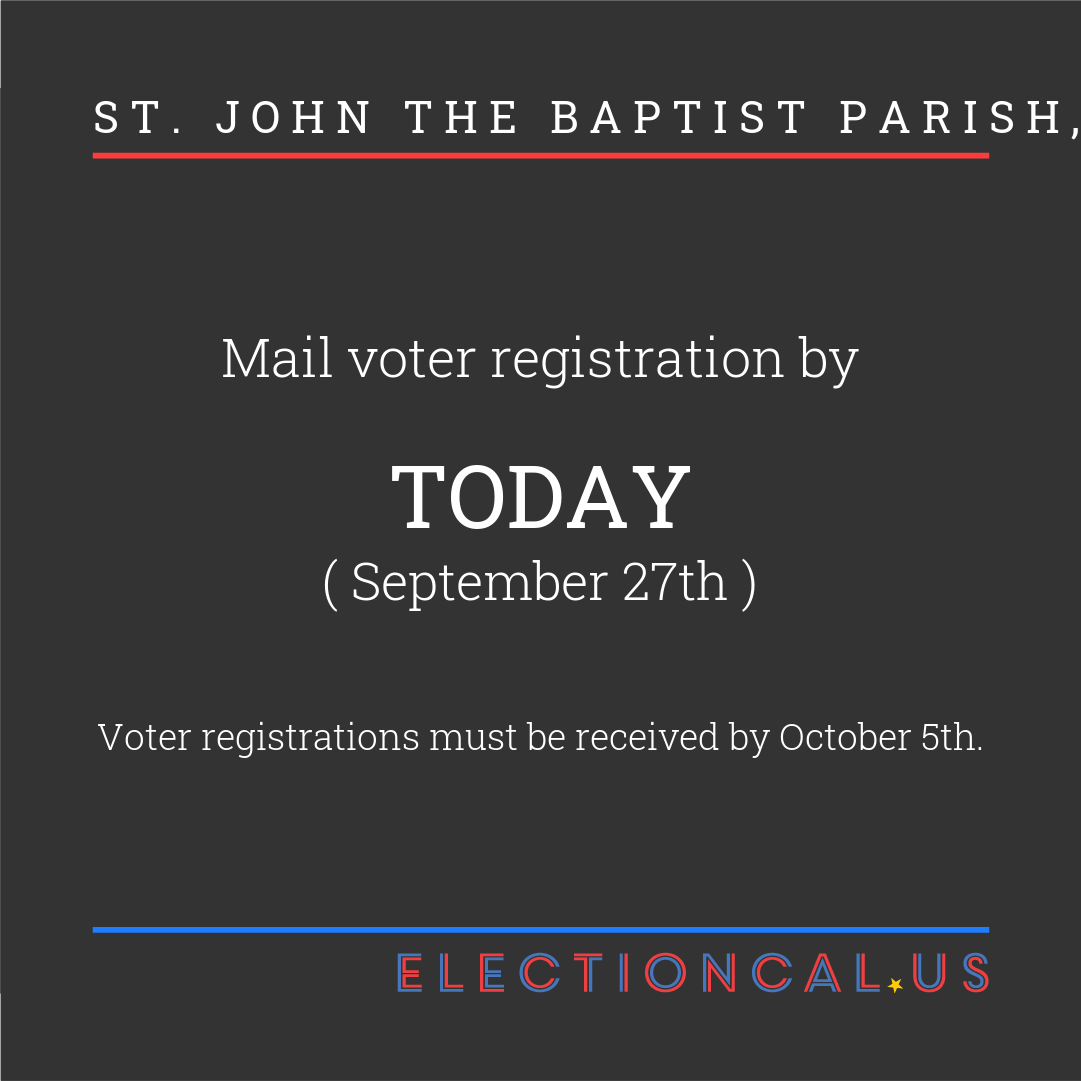 ST. JOHN THE BAPTIST PARISH,
Mail voter registration by
TODAY
( September 27th )
Voter registrations must be received by October 5th.
ELECTIONCAL.US